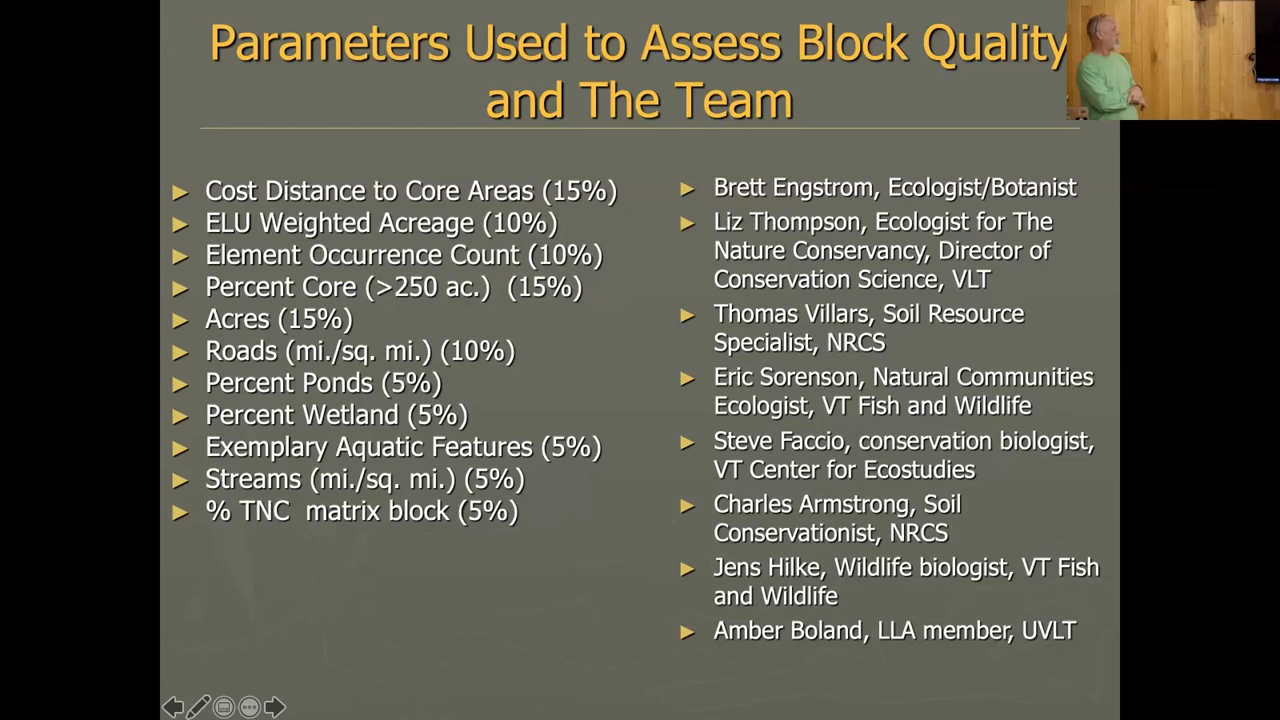 Parameters Used to Assess Block Quality
and The Team
Cost Distance to Core Areas (15%)
ELU Weighted Acreage (10%)
Element Occurrence Count (10%)
Percent Core (>250 ac.) (15%)
Acres (15%)
Roads (mi./sq. mi.) (10%)
Percent Ponds (5%)
Percent Wetland (5%)
Exemplary Aquatic Features (5%)
Streams (mi./sq. mi.) (5%)
% TNC matrix block (5%)
Brett Engstrom, Ecologist/Botanist
Liz Thompson, Ecologist for The
Nature Conservancy, Director of
Conservation Science, VLT
Thomas Villars, Soil Resource
Specialist, NRCS
Eric Sorenson, Natural Communities
Ecologist, VT Fish and Wildlife
Steve Faccio, conservation biologist,
VT Center for Ecostudies
Charles Armstrong, Soil
Conservationist, NRCS
Jens Hilke, Wildlife biologist, VT Fish
and Wildlife
Amber Boland, LLA member, UVLT